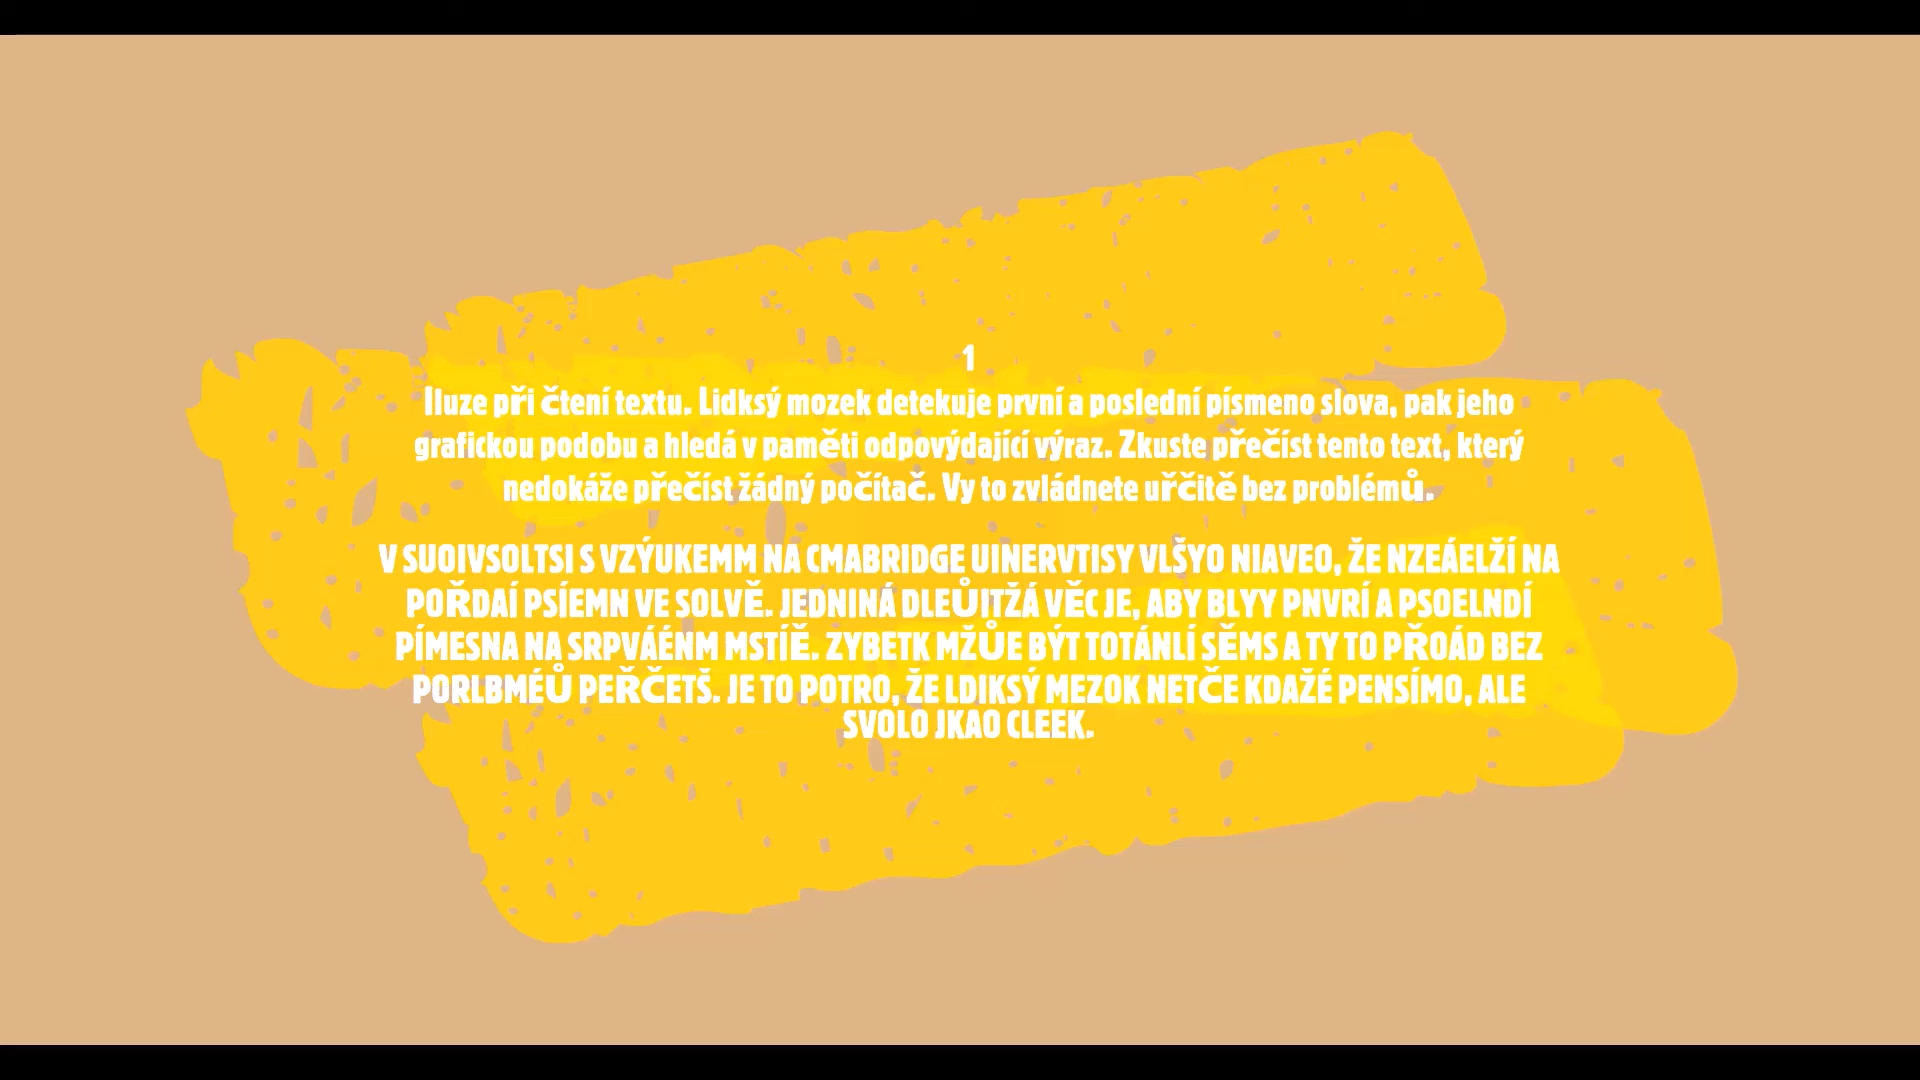 1
Iluze při čtení textu. Lidksý mozek detekuje první a poslední písmeno slova, pak jeho
grafickou podobu a hledá v paměti odpovýdající výraz. Zkuste přečíst tento text, který
nedokáže přečíst žádný počítač. Vy to zvládnete uřčitě bez problémů.
V SUOIVSOLTSI S VZÝUKEMM NA CMABRIDGE UINERVTISY VLŠYO NIAVEO, ŽE NZEÁELŽÍ NA
POŘDAÍ PSÍEMN VE SOLVĚ. JEDNINÁ DLEŮITŽÁ VĚC JE, ABY BLYY PNVRÍ A PSOELNDÍ
PÍMESNA NA SRPVÁÉNM MSTÍĚ. ZYBETK MŽŮE BÝT TOTÁNLÍ SĚMS A TY TO PŘOÁD BEZ
PORLBMÉŮ PEŘČETŠ. JE TO POTRO, ŽE LDIKSÝ MEZOK NETČE KDAŽÉ PENSÍMO, ALE
SVOLO JKAO CLEEK.